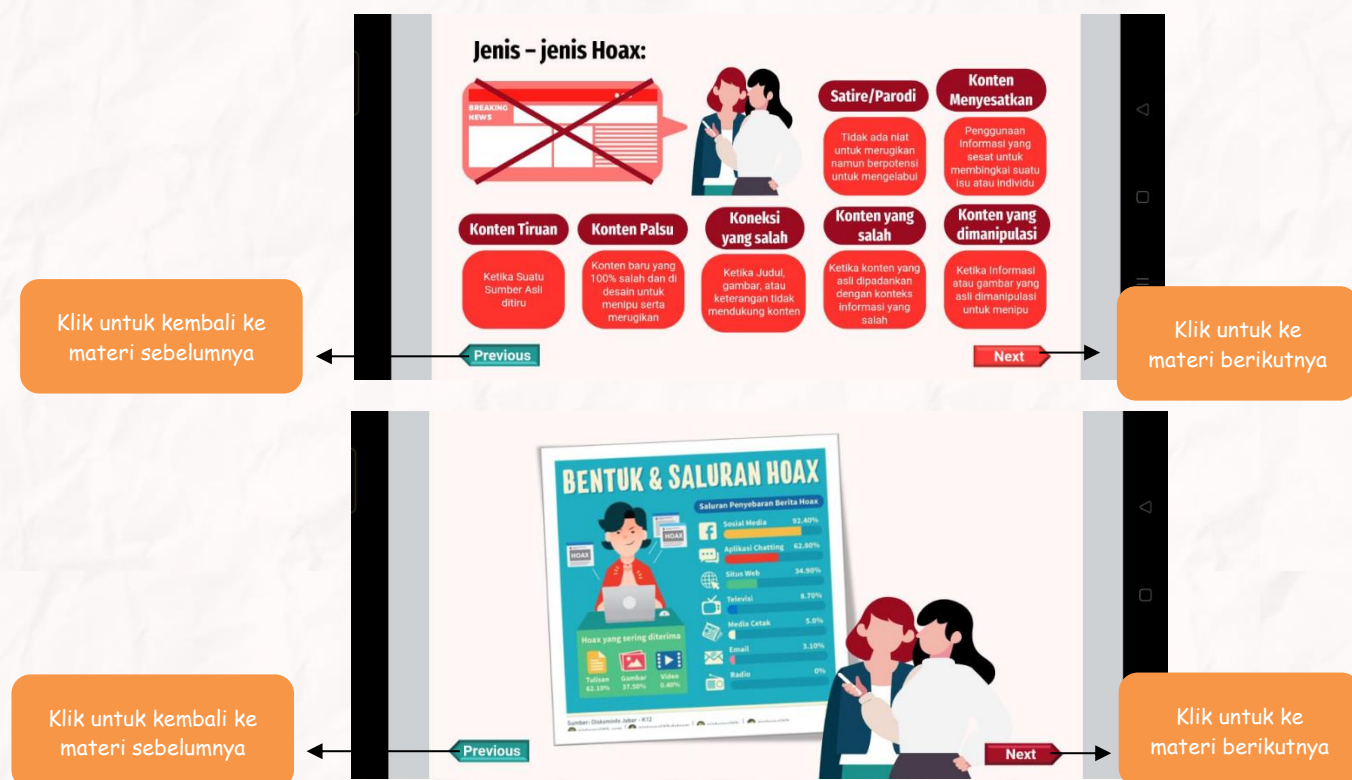 Jenis – jenis Hoax:
BREAKING
NEWS
Satire/Parodi
Tidak ada niat
untuk merugikan
namun berpotensi
untuk mengelabui
Konten
Menyesatkan
Penggunaan
Informasi yang
sesat untuk
membingkai suatu
isu atau individu
Konten Tiruan
Ketika Suatu
Sumber Asli
ditiru
Konten Palsu
Konten baru yang
100% salah dan di
desain untuk
menipu serta
merugikan
Koneksi
yang salah
Ketika Judul,
gambar, atau
keterangan tidak
mendukung konten
Konten yang
salah
Ketika konten yang
asli dipadankan
dengan konteks
informasi yang
salah
Konten yang
dimanipulasi
Ketika Informasi
atau gambar yang
asli dimanipulasi
untuk menipu
Klik untuk kembali ke
materi sebelumnya
Previous
Next
Klik untuk ke
materi berikutnya
BENTUK & SALURAN HOAX
Saluran Penyebaran Berita Hoax
HOAX
HOAX
Sosial Media 92.40%
Aplikasi Chatting 62.80%
Situs Web 34.90%
Televisi 8.70%
Media Cetak 5.0%
Email 3.10%
Radio 0%
Hoax yang sering diterima
Tulisan
62.10%
Gambar
37.50%
Video
0.40%
Sumber: Diskominfo Jabar - K12
Klik untuk kembali ke
materi sebelumnya
Previous
Next
Klik untuk ke
materi berikutnya